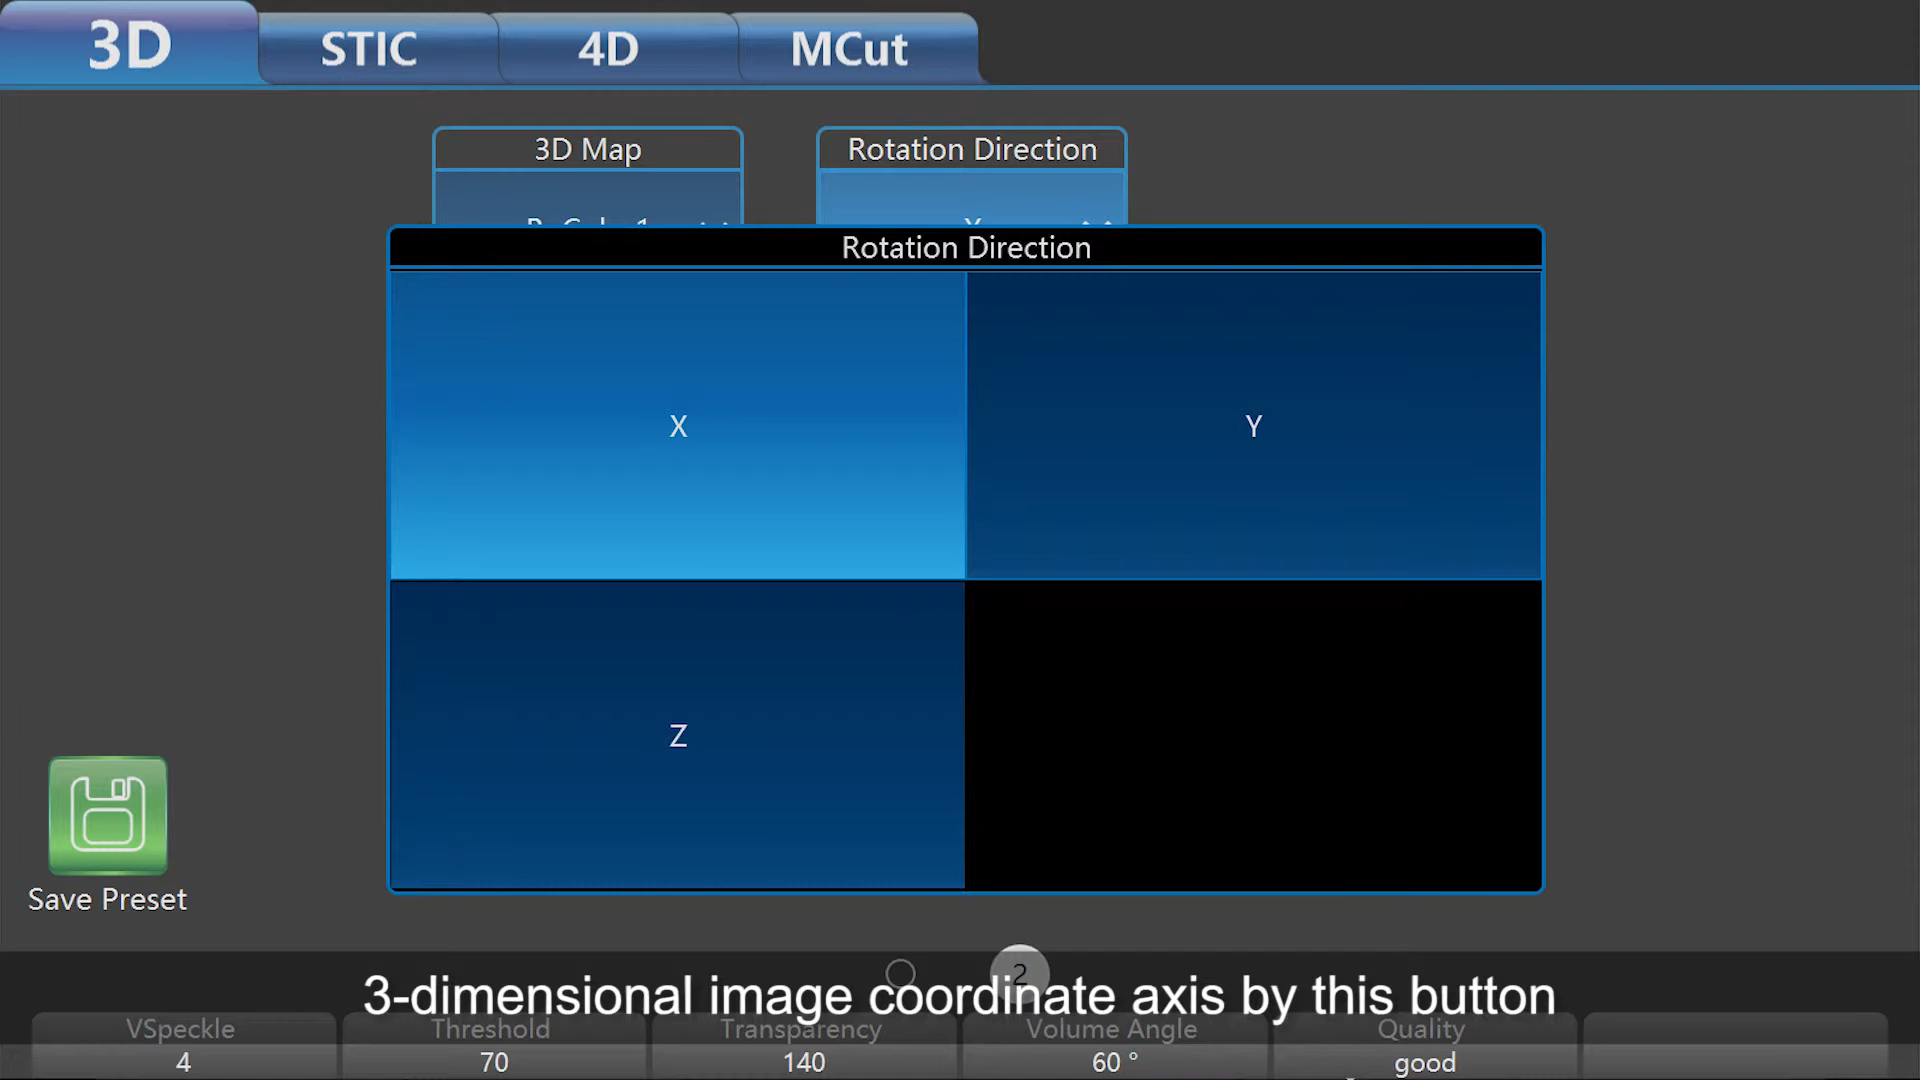 3D STIC 4D MCut
3D Map Rotation Direction
Rotation Direction
X Y
Z
Save Preset
2
3-dimensional image coordinate axis by this button
VSpeckle Threshold Transparency Volume Angle Quality
4 70 140 60 ° good